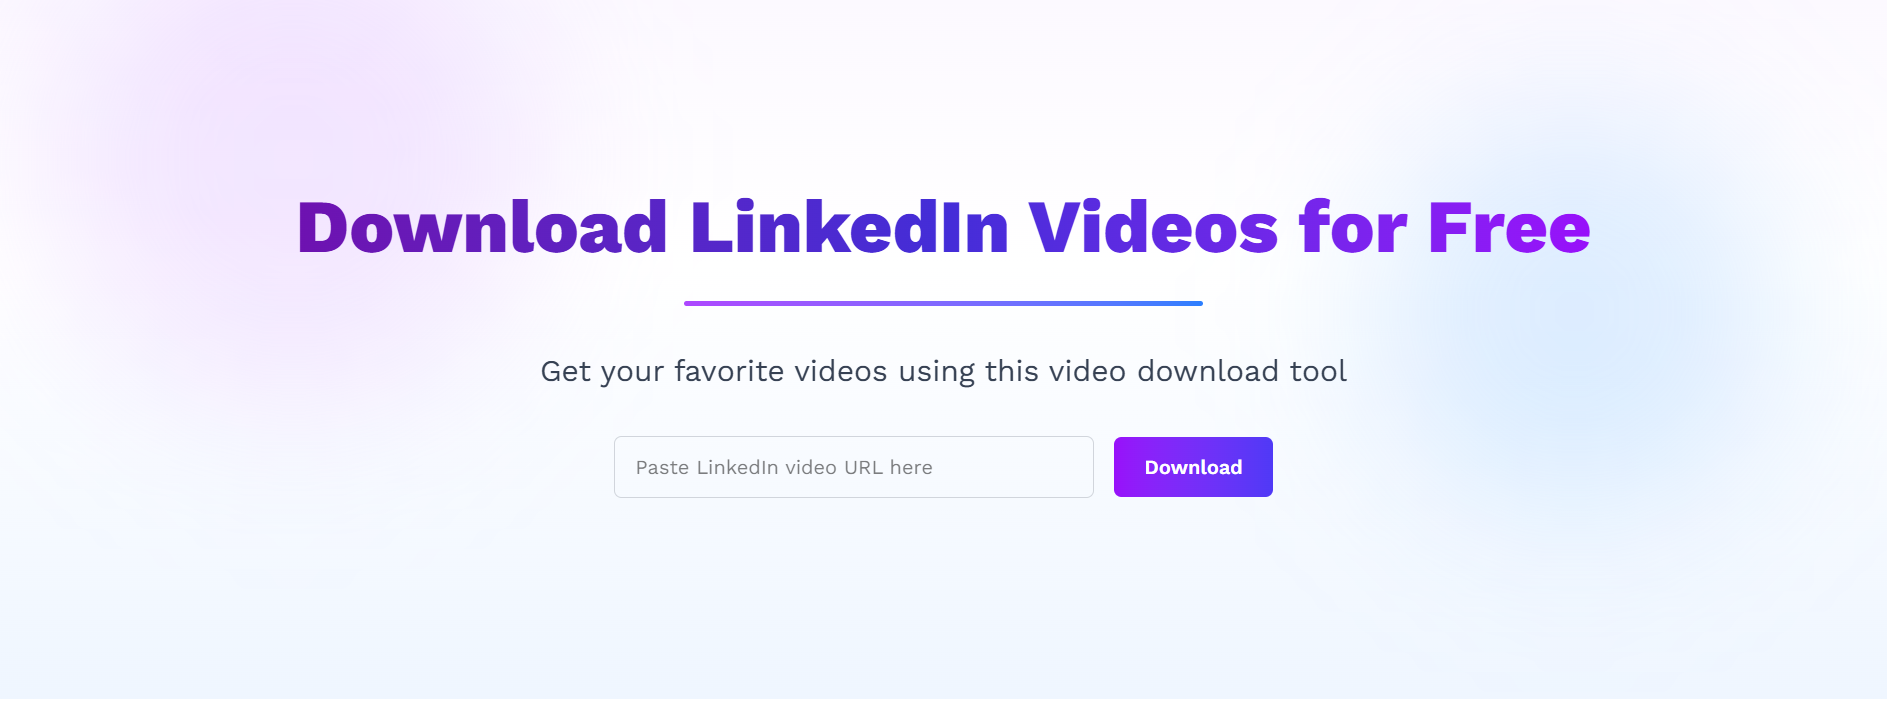 Download LinkedIn Videos for Free
Get your favorite videos using this video download tool
Paste LinkedIn video URL here
Download